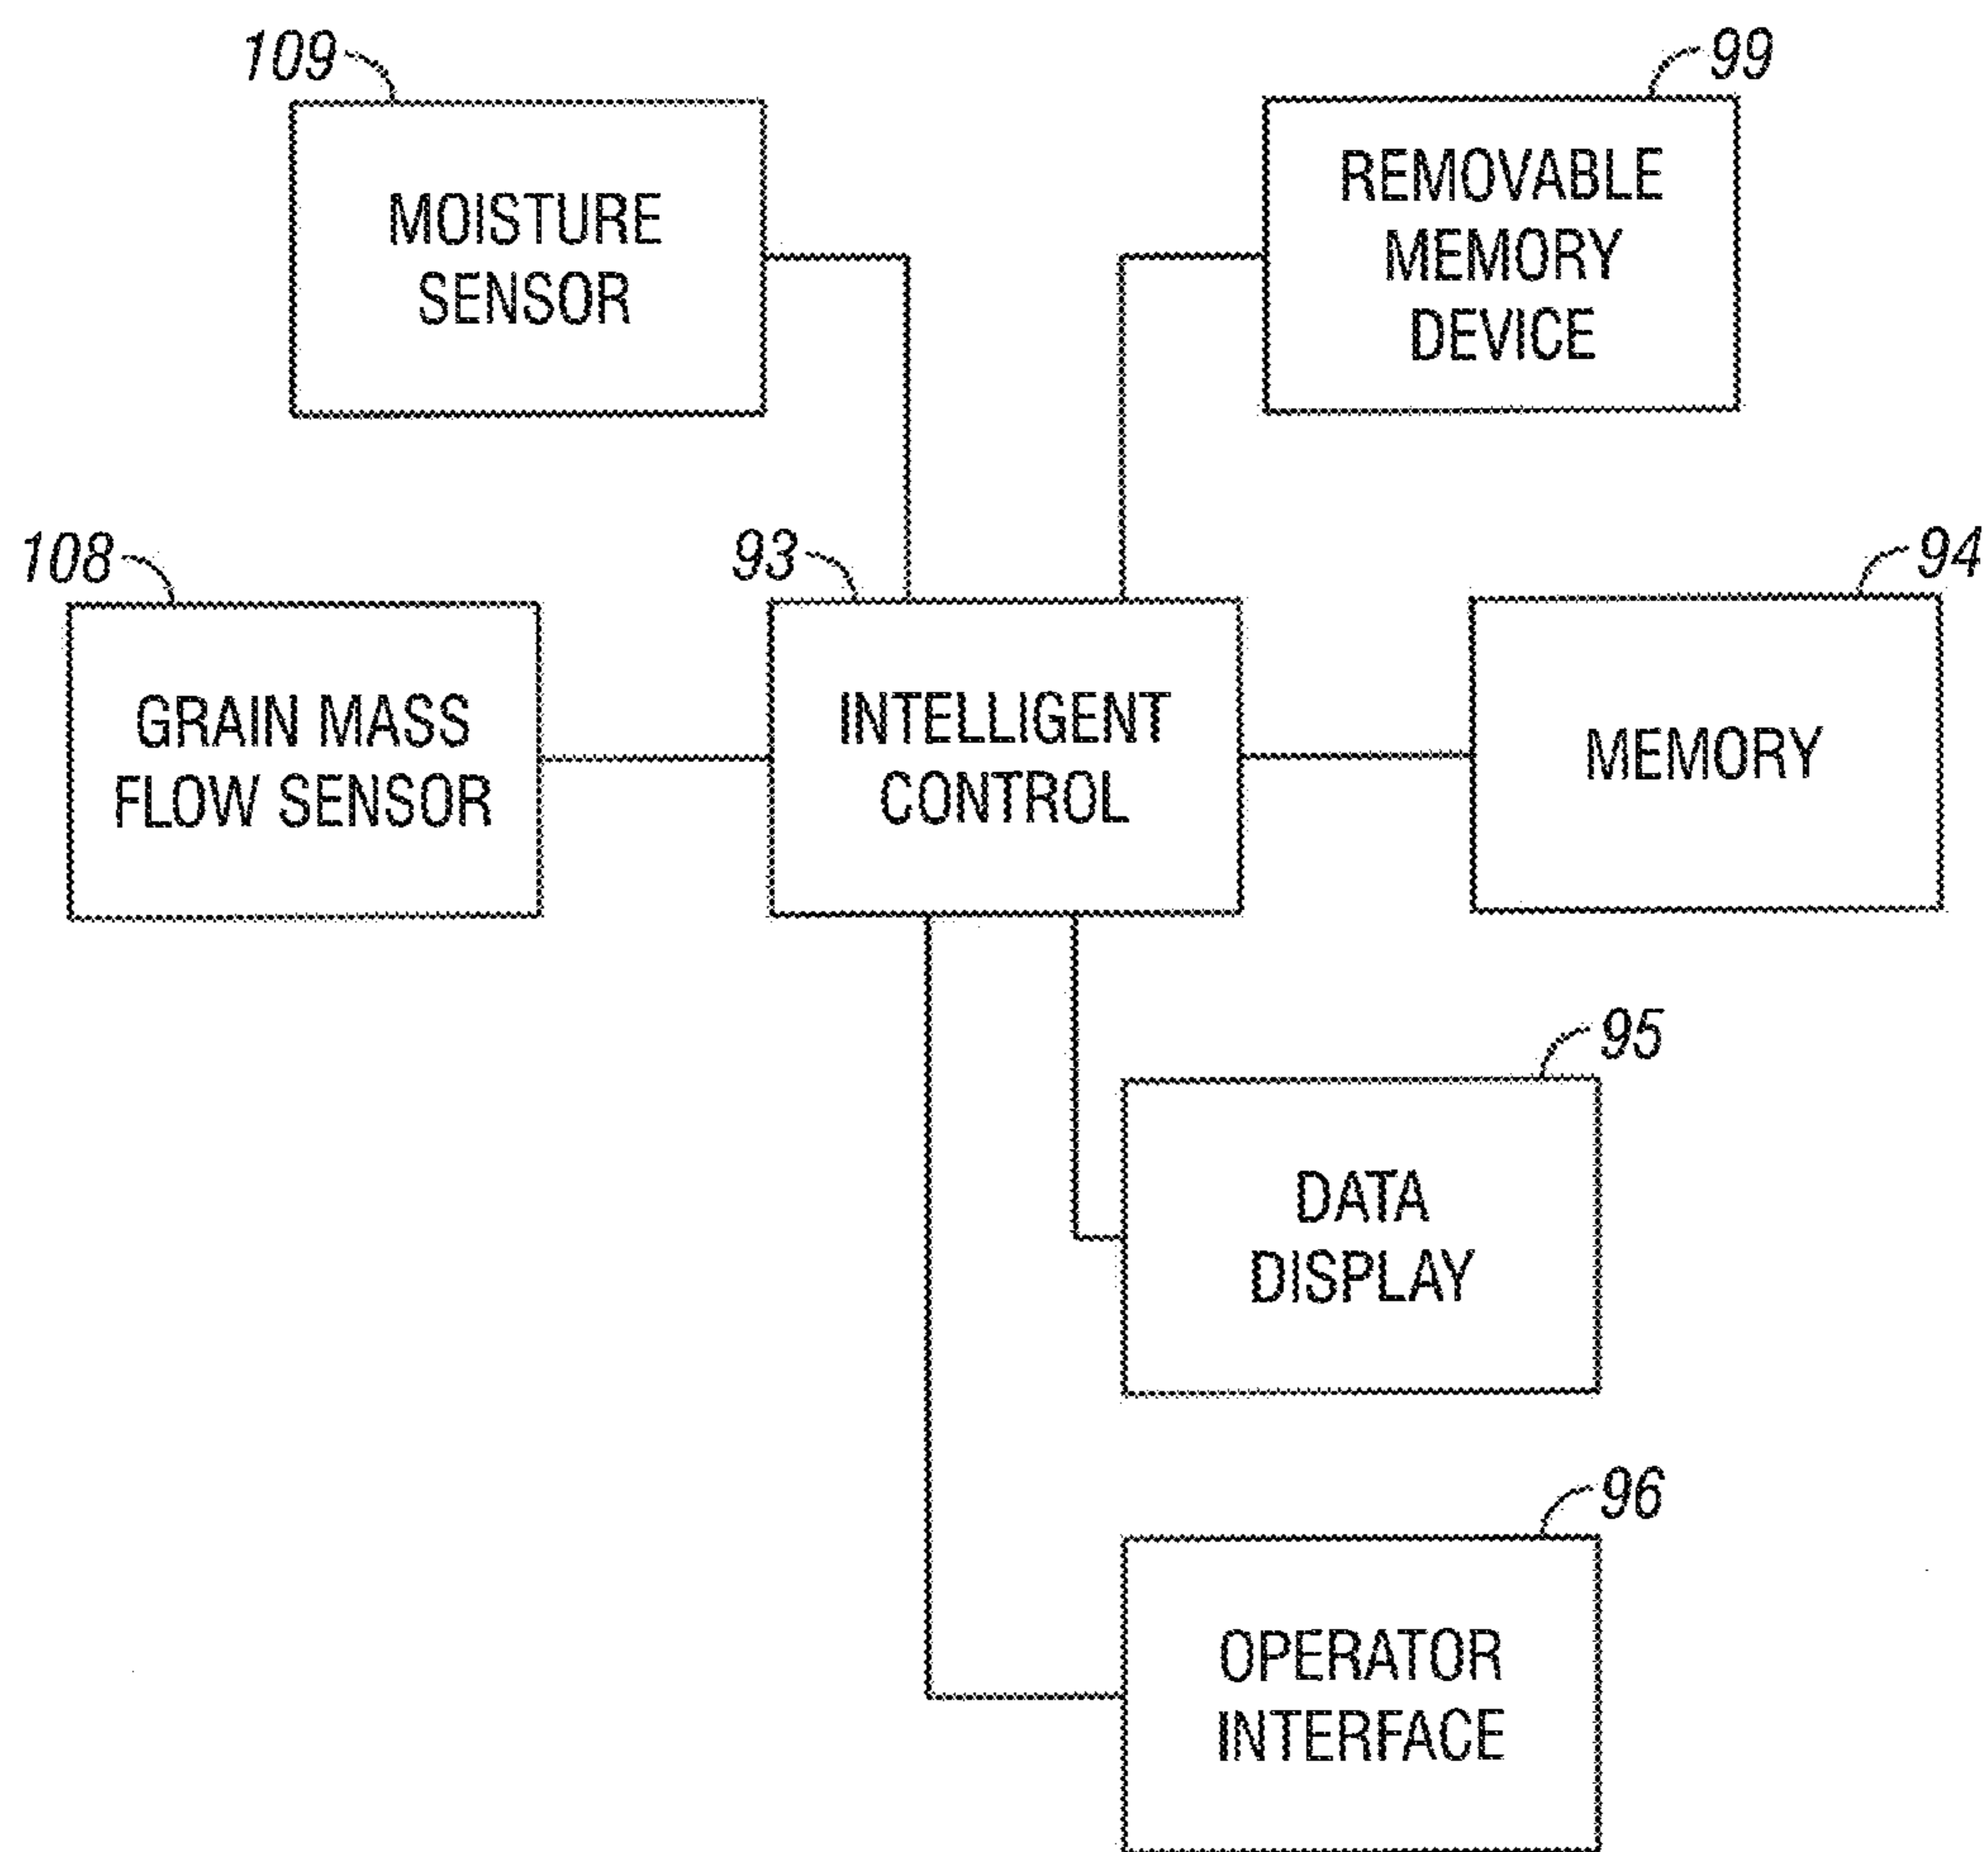 109
MOISTURE
SENSOR
99
REMOVABLE
MEMORY
DEVICE
108
GRAIN MASS
FLOW SENSOR
93
INTELLIGENT
CONTROL
94
MEMORY
95
DATA
DISPLAY
96
OPERATOR
INTERFACE